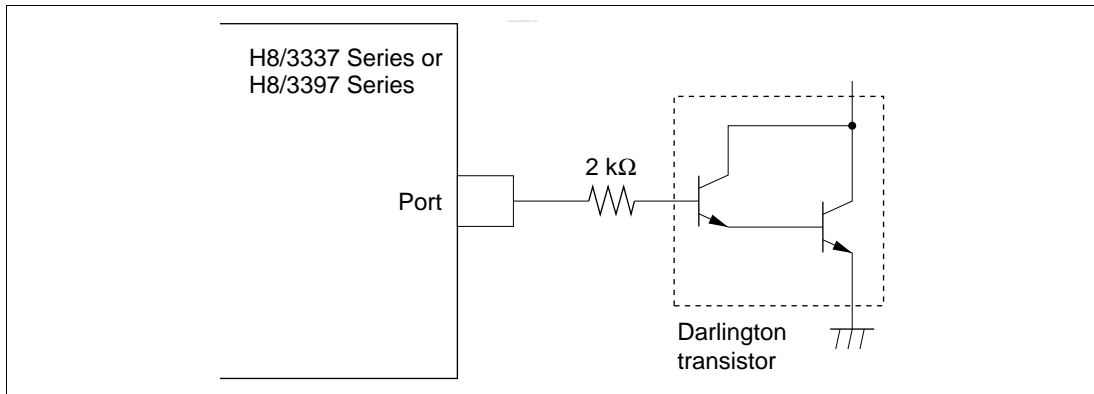 H8/3337 Series or
H8/3397 Series
Port
2 kΩ
Darlington
transistor